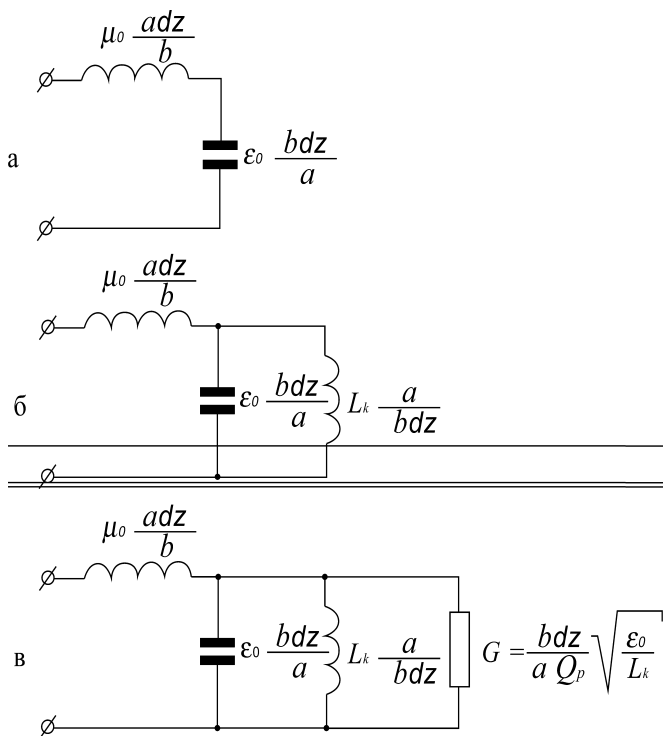 μ₀ adz/b
а
ε₀ bdz/a
μ₀ adz/b
б
ε₀ bdz/a Lₖ a/bdz
μ₀ adz/b
в
ε₀ bdz/a Lₖ a/bdz G = bdz/a Qₚ √ε₀/Lₖ